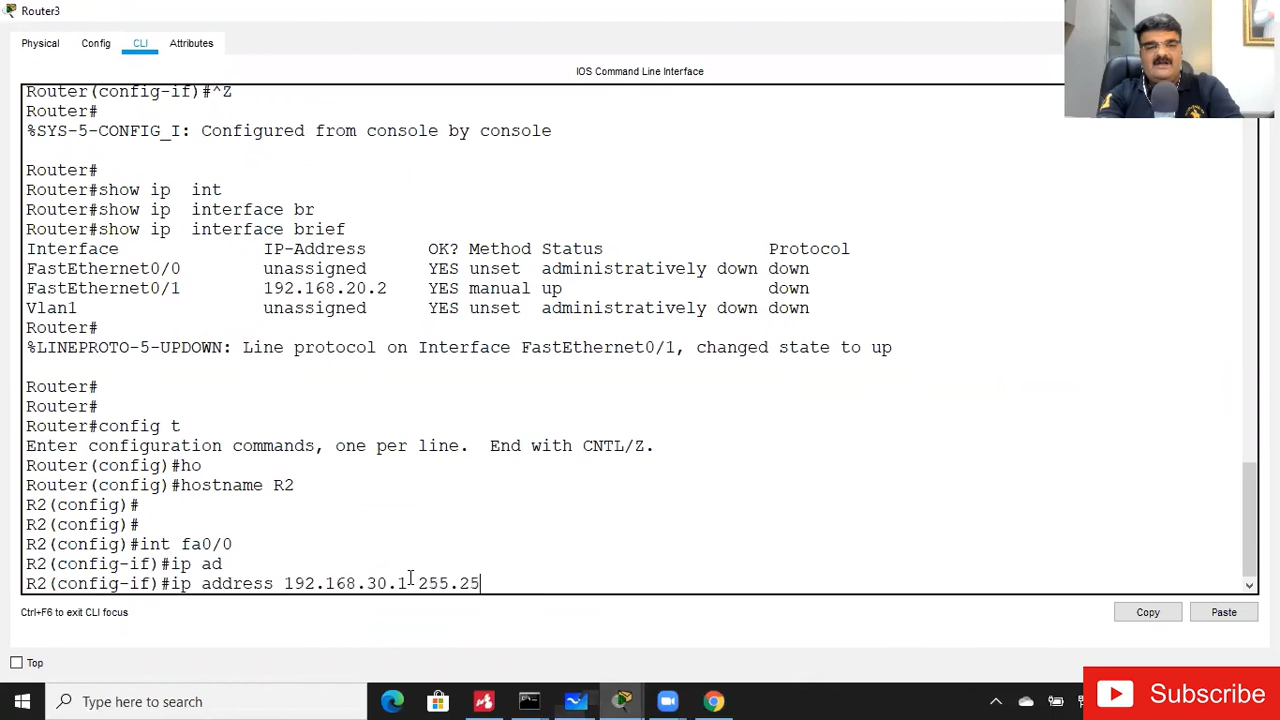 Router3
Physical Config CLI Attributes
IOS Command Line Interface
Router(config-if)#^Z
Router#
%SYS-5-CONFIG_I: Configured from console by console
Router#
Router#show ip  int
Router#show ip  interface br
Router#show ip  interface brief
Interface IP-Address OK? Method Status Protocol
FastEthernet0/0 unassigned YES unset administratively down down
FastEthernet0/1 192.168.20.2 YES manual up down
Vlan1 unassigned YES unset administratively down down
Router#
%LINEPROTO-5-UPDOWN: Line protocol on Interface FastEthernet0/1, changed state to up
Router#
Router#
Router#config t
Enter configuration commands, one per line.  End with CNTL/Z.
Router(config)#ho
Router(config)#hostname R2
R2(config)#
R2(config)#
R2(config)#int fa0/0
R2(config-if)#ip ad
R2(config-if)#ip address 192.168.30.1 255.25
Ctrl+F6 to exit CLI focus
Copy Paste
Top
Type here to search
Subscribe